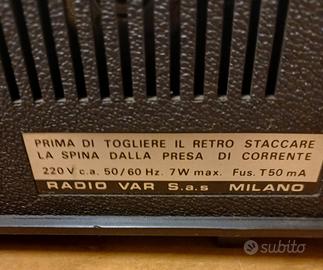 PRIMA DI TOGLIERE IL RETRO STACCARE
LA SPINA DALLA PRESA DI CORRENTE
220 V c.a. 50/60 Hz. 7W max. Fus. T 50 mA
RADIO VAR S.a.s MILANO
subito